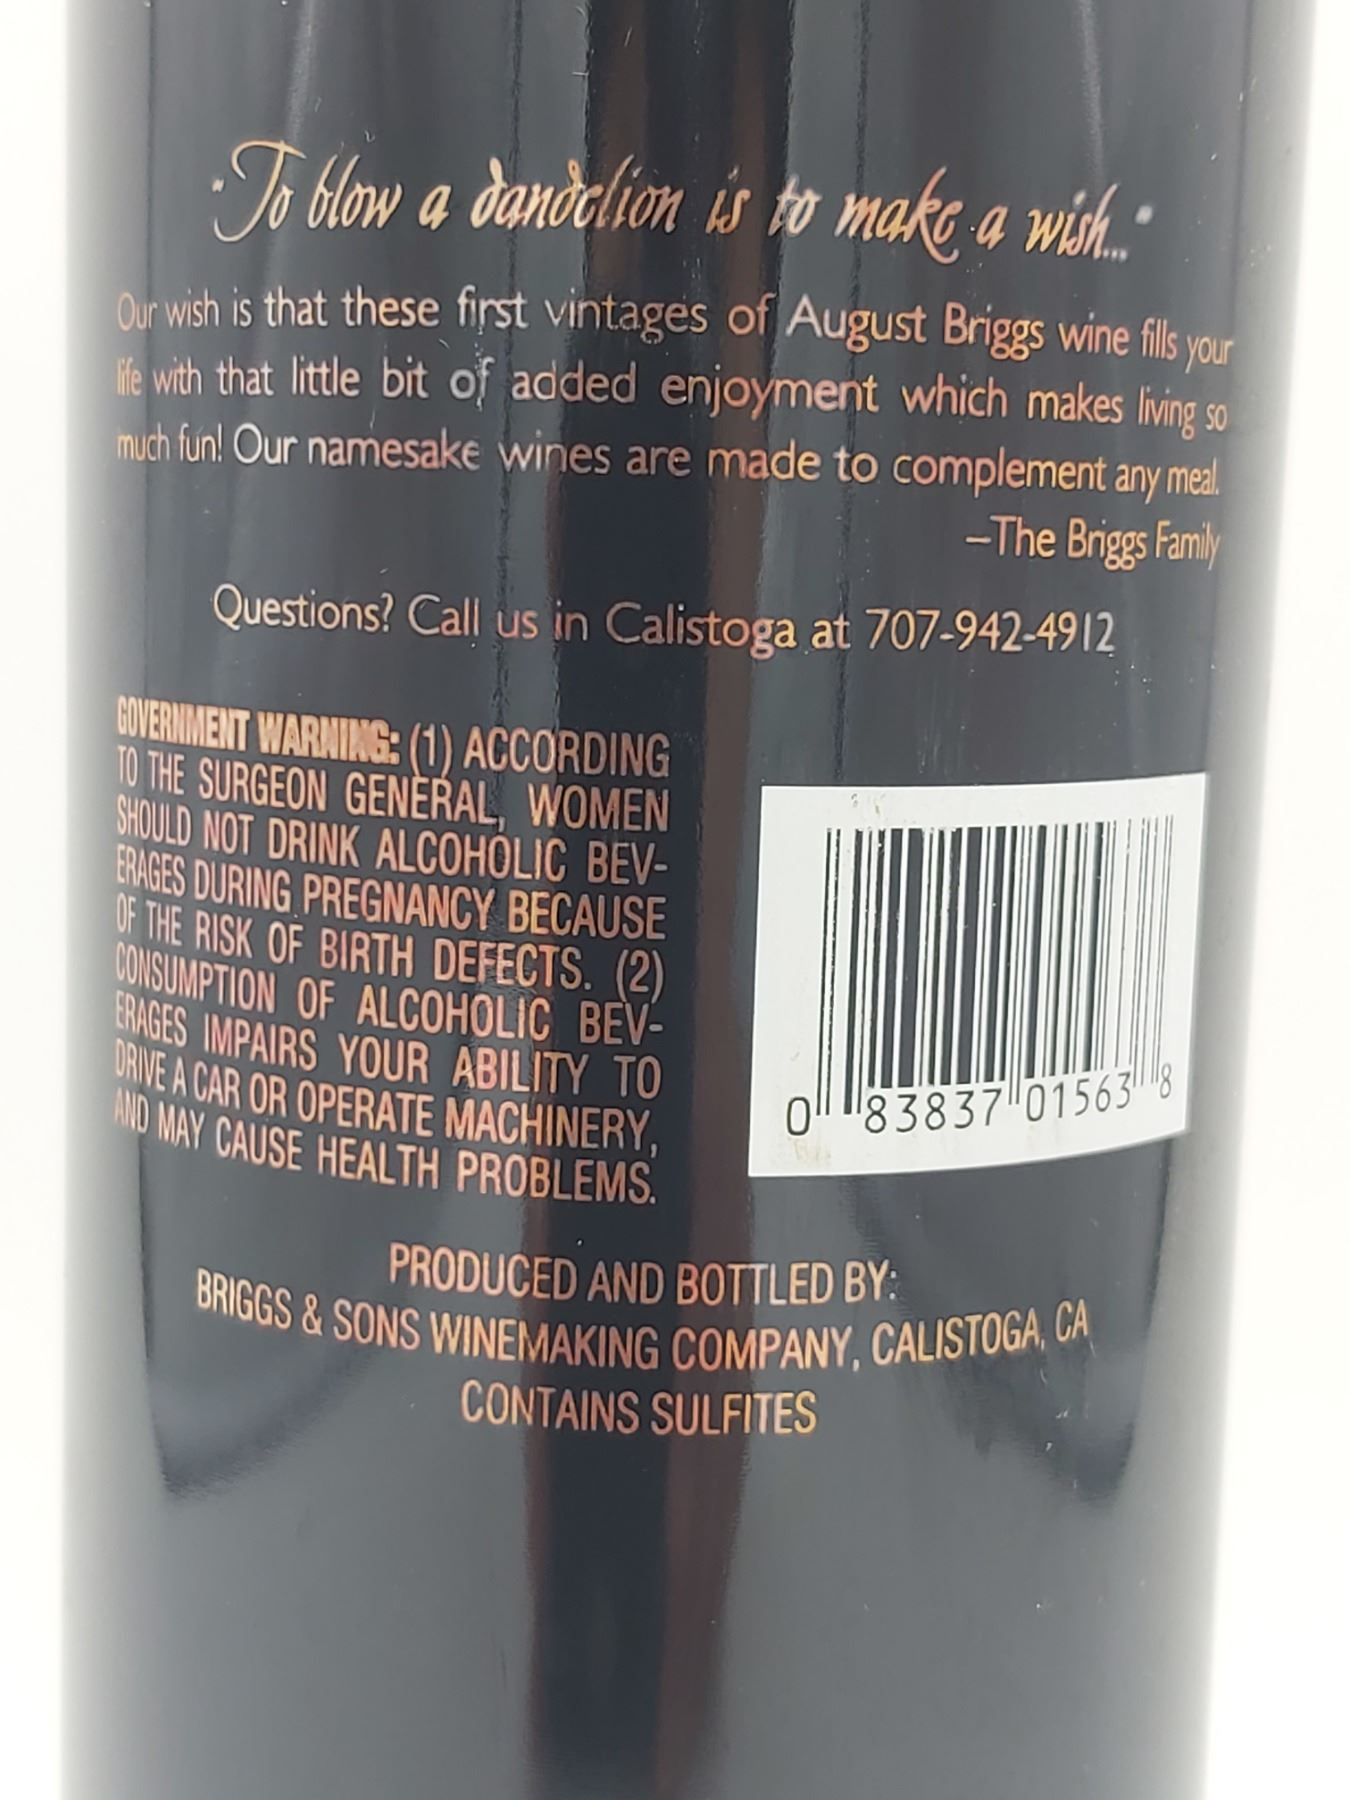 "To blow a dandelion is to make a wish..."
Our wish is that these first vintages of August Briggs wine fills your
life with that little bit of added enjoyment which makes living so
much fun! Our namesake wines are made to complement any meal.
–The Briggs Family
Questions? Call us in Calistoga at 707-942-4912
GOVERNMENT WARNING: (1) ACCORDING
TO THE SURGEON GENERAL, WOMEN
SHOULD NOT DRINK ALCOHOLIC BEV-
ERAGES DURING PREGNANCY BECAUSE
OF THE RISK OF BIRTH DEFECTS. (2)
CONSUMPTION OF ALCOHOLIC BEV-
ERAGES IMPAIRS YOUR ABILITY TO
DRIVE A CAR OR OPERATE MACHINERY,
AND MAY CAUSE HEALTH PROBLEMS.
0 83837 01563 8
PRODUCED AND BOTTLED BY:
BRIGGS & SONS WINEMAKING COMPANY, CALISTOGA, CA
CONTAINS SULFITES